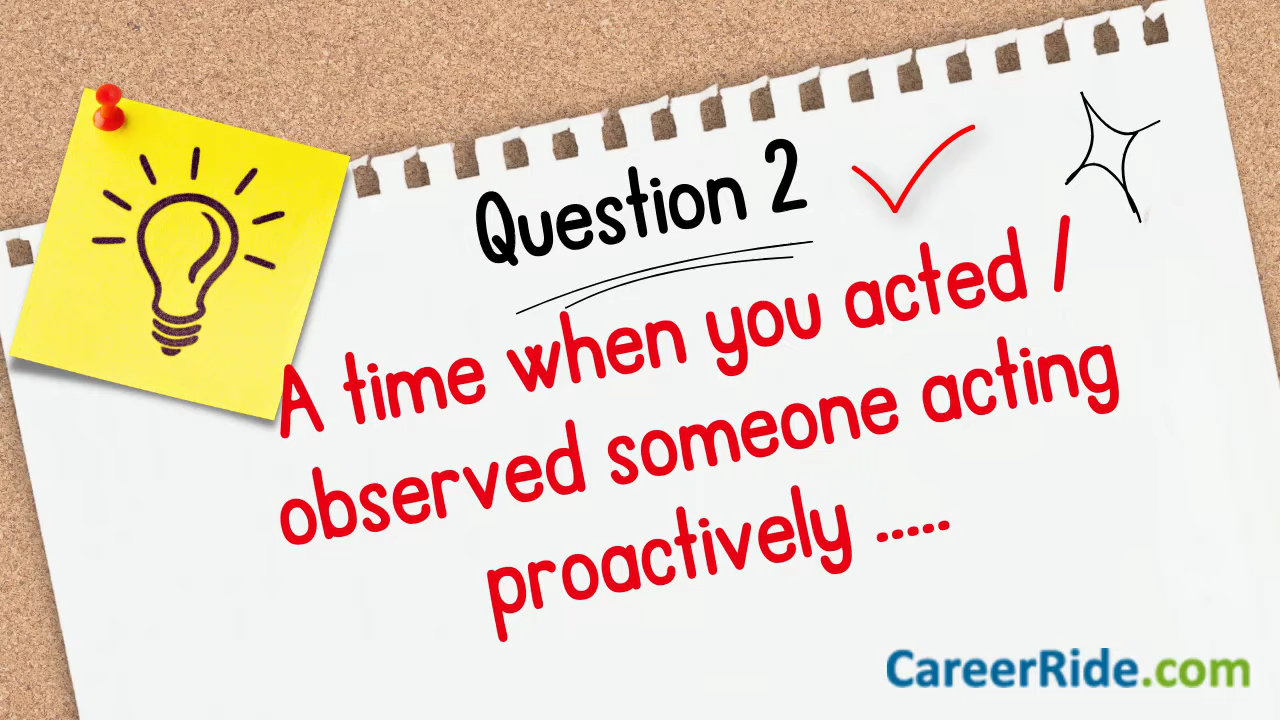 Question 2
A time when you acted /
observed someone acting
proactively .....
CareerRide.com